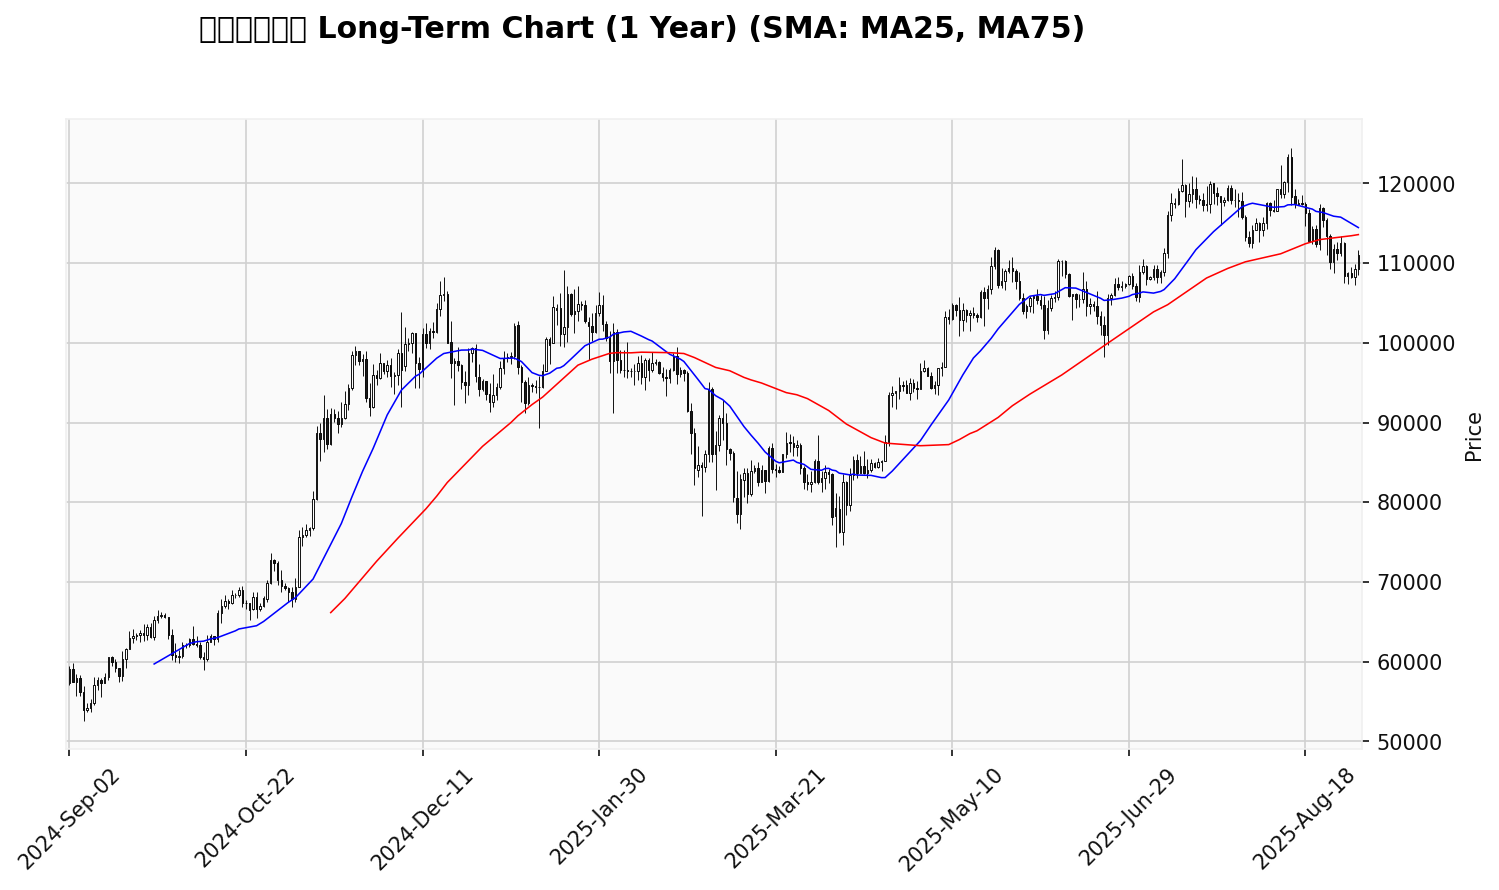 Long-Term Chart (1 Year) (SMA: MA25, MA75)
120000
110000
100000
90000
80000
70000
60000
50000
Price
2024-Sep-02
2024-Oct-22
2024-Dec-11
2025-Jan-30
2025-Mar-21
2025-May-10
2025-Jun-29
2025-Aug-18